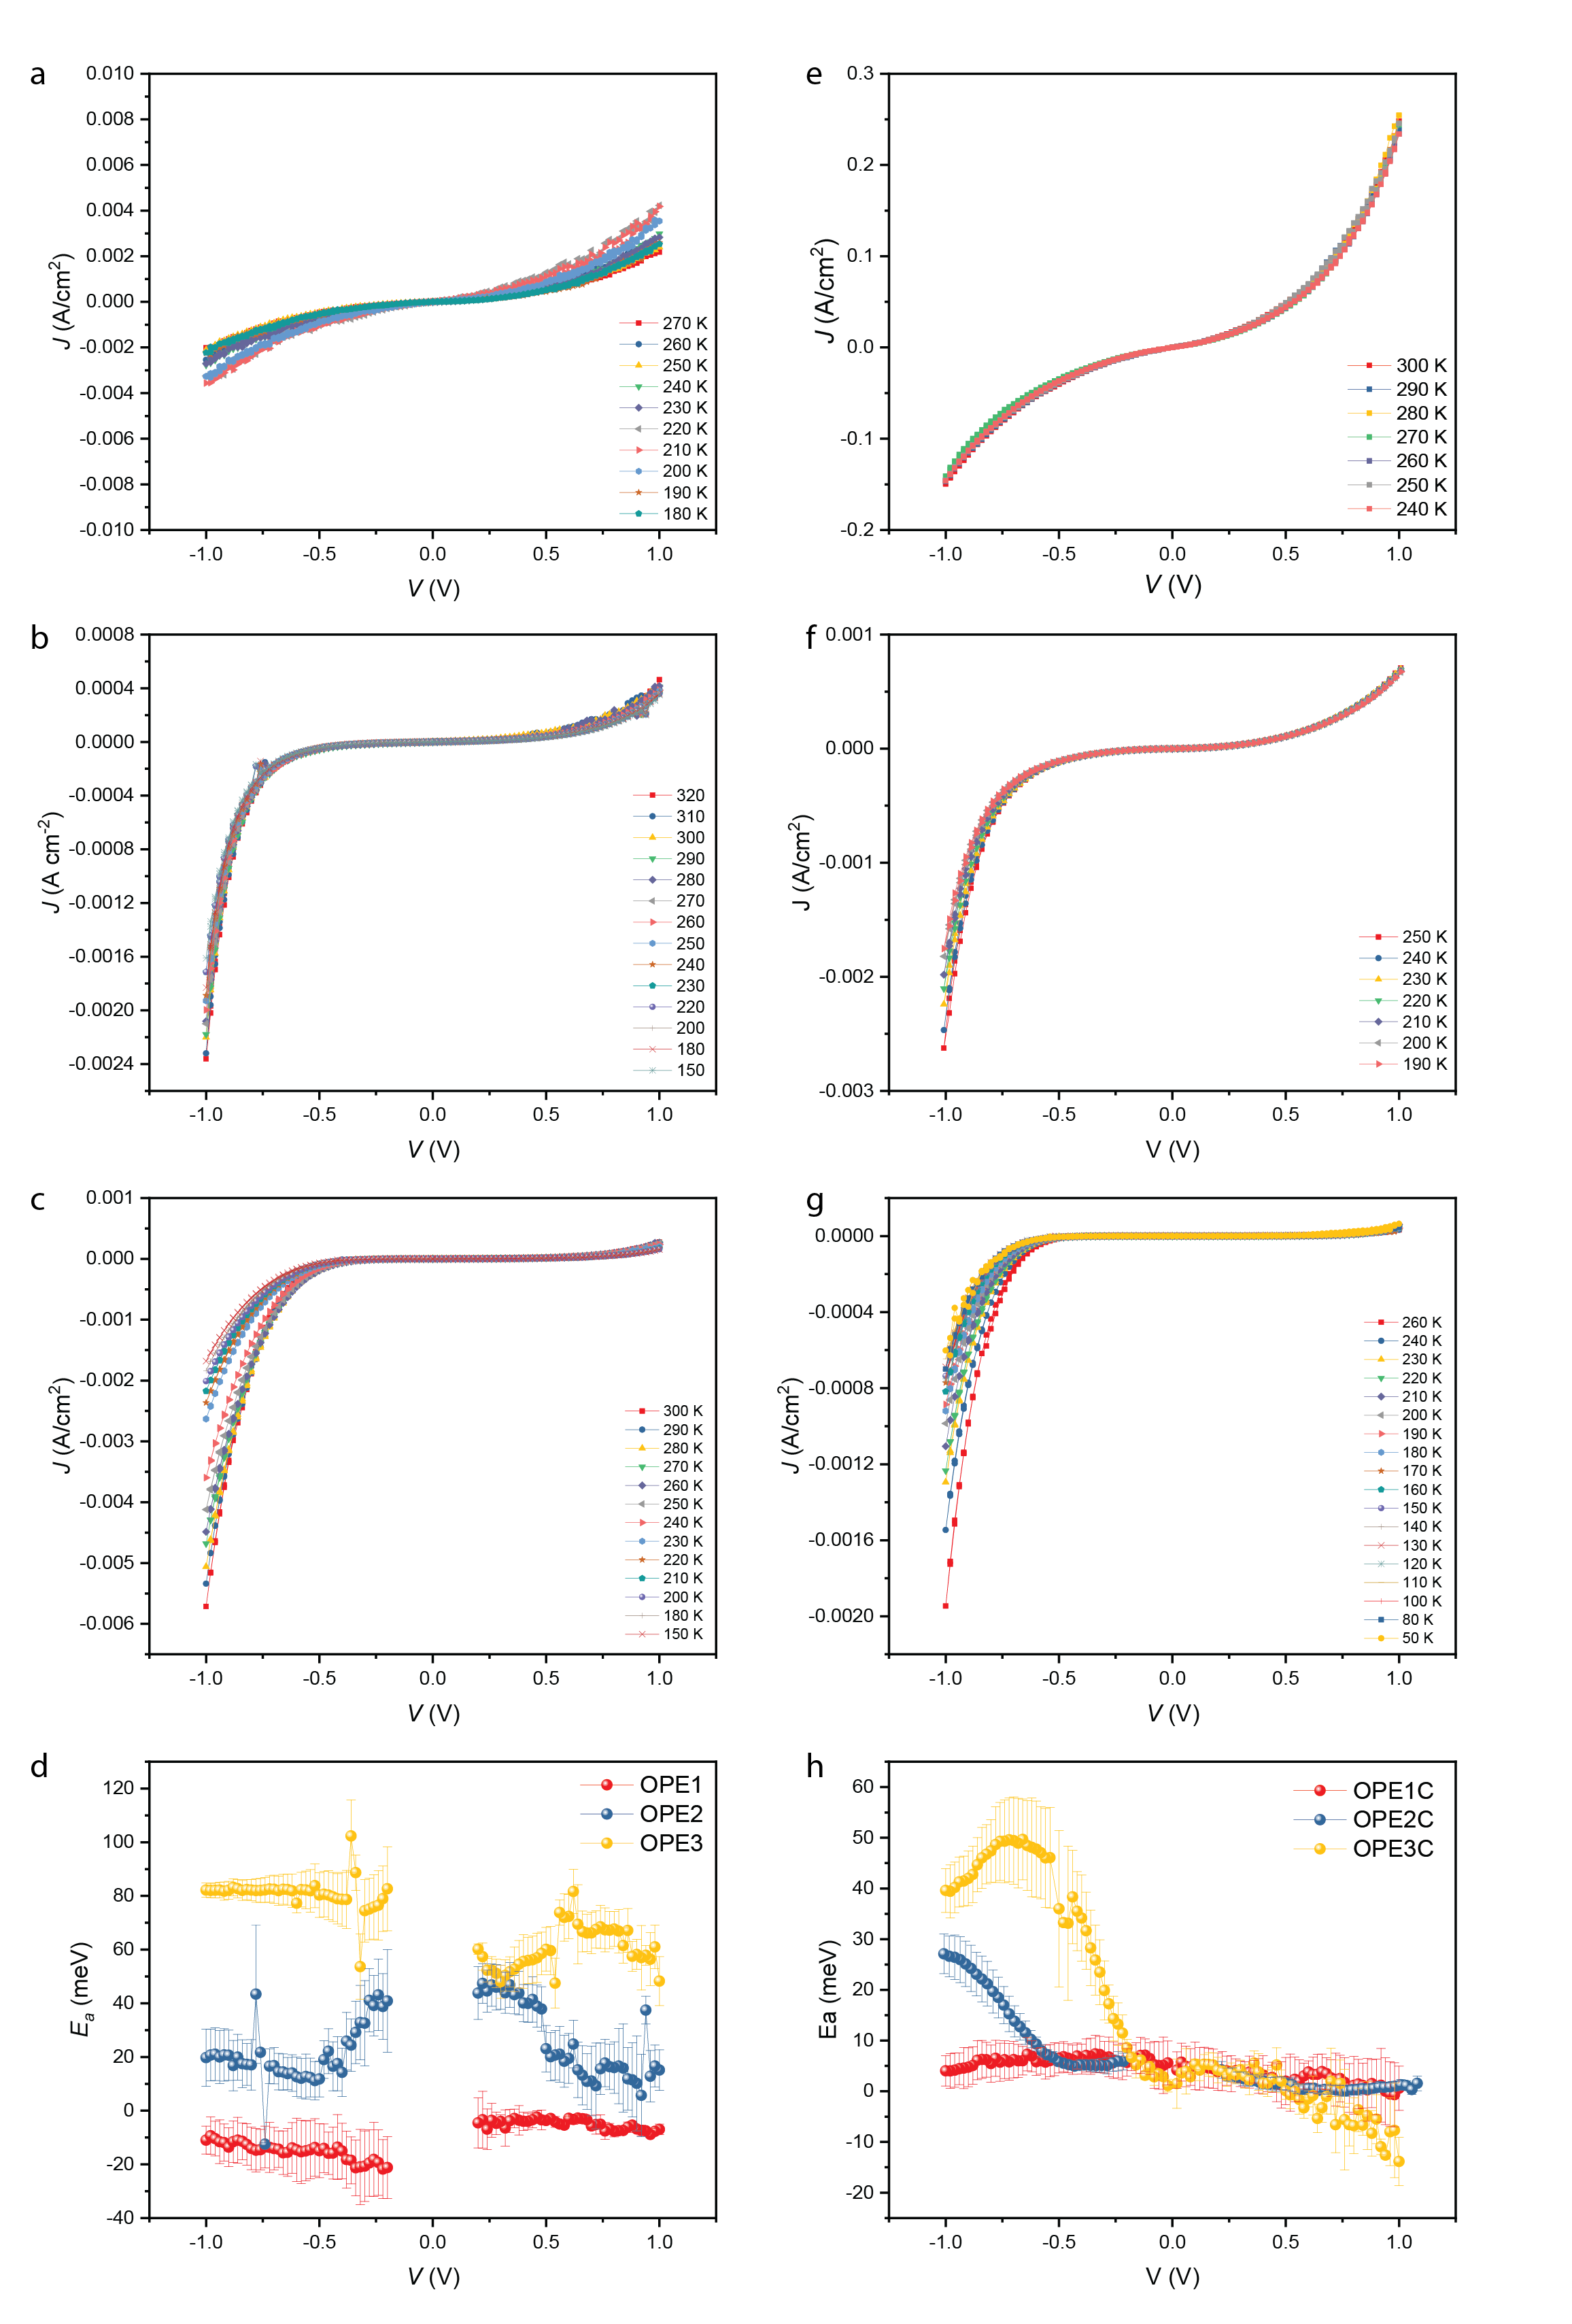 a
0.010
0.008
0.006
0.004
0.002
0.000
-0.002
-0.004
-0.006
-0.008
-0.010
J (A/cm²)
270 K
260 K
250 K
240 K
230 K
220 K
210 K
200 K
190 K
180 K
-1.0 -0.5 0.0 0.5 1.0
V (V)
e
0.3
0.2
0.1
0.0
-0.1
-0.2
J (A/cm²)
300 K
290 K
280 K
270 K
260 K
250 K
240 K
-1.0 -0.5 0.0 0.5 1.0
V (V)
b
0.0008
0.0004
0.0000
-0.0004
-0.0008
-0.0012
-0.0016
-0.0020
-0.0024
J (A cm⁻²)
320
310
300
290
280
270
260
250
240
230
220
200
180
150
-1.0 -0.5 0.0 0.5 1.0
V (V)
f
0.001
0.000
-0.001
-0.002
-0.003
J (A/cm²)
250 K
240 K
230 K
220 K
210 K
200 K
190 K
-1.0 -0.5 0.0 0.5 1.0
V (V)
c
0.001
0.000
-0.001
-0.002
-0.003
-0.004
-0.005
-0.006
J (A/cm²)
300 K
290 K
280 K
270 K
260 K
250 K
240 K
230 K
220 K
210 K
200 K
180 K
150 K
-1.0 -0.5 0.0 0.5 1.0
V (V)
g
0.0000
-0.0004
-0.0008
-0.0012
-0.0016
-0.0020
J (A/cm²)
260 K
240 K
230 K
220 K
210 K
200 K
190 K
180 K
170 K
160 K
150 K
140 K
130 K
120 K
110 K
100 K
80 K
50 K
-1.0 -0.5 0.0 0.5 1.0
V (V)
d
120
100
80
60
40
20
0
-20
-40
Eₐ (meV)
OPE1
OPE2
OPE3
-1.0 -0.5 0.0 0.5 1.0
V (V)
h
60
50
40
30
20
10
0
-10
-20
Ea (meV)
OPE1C
OPE2C
OPE3C
-1.0 -0.5 0.0 0.5 1.0
V (V)